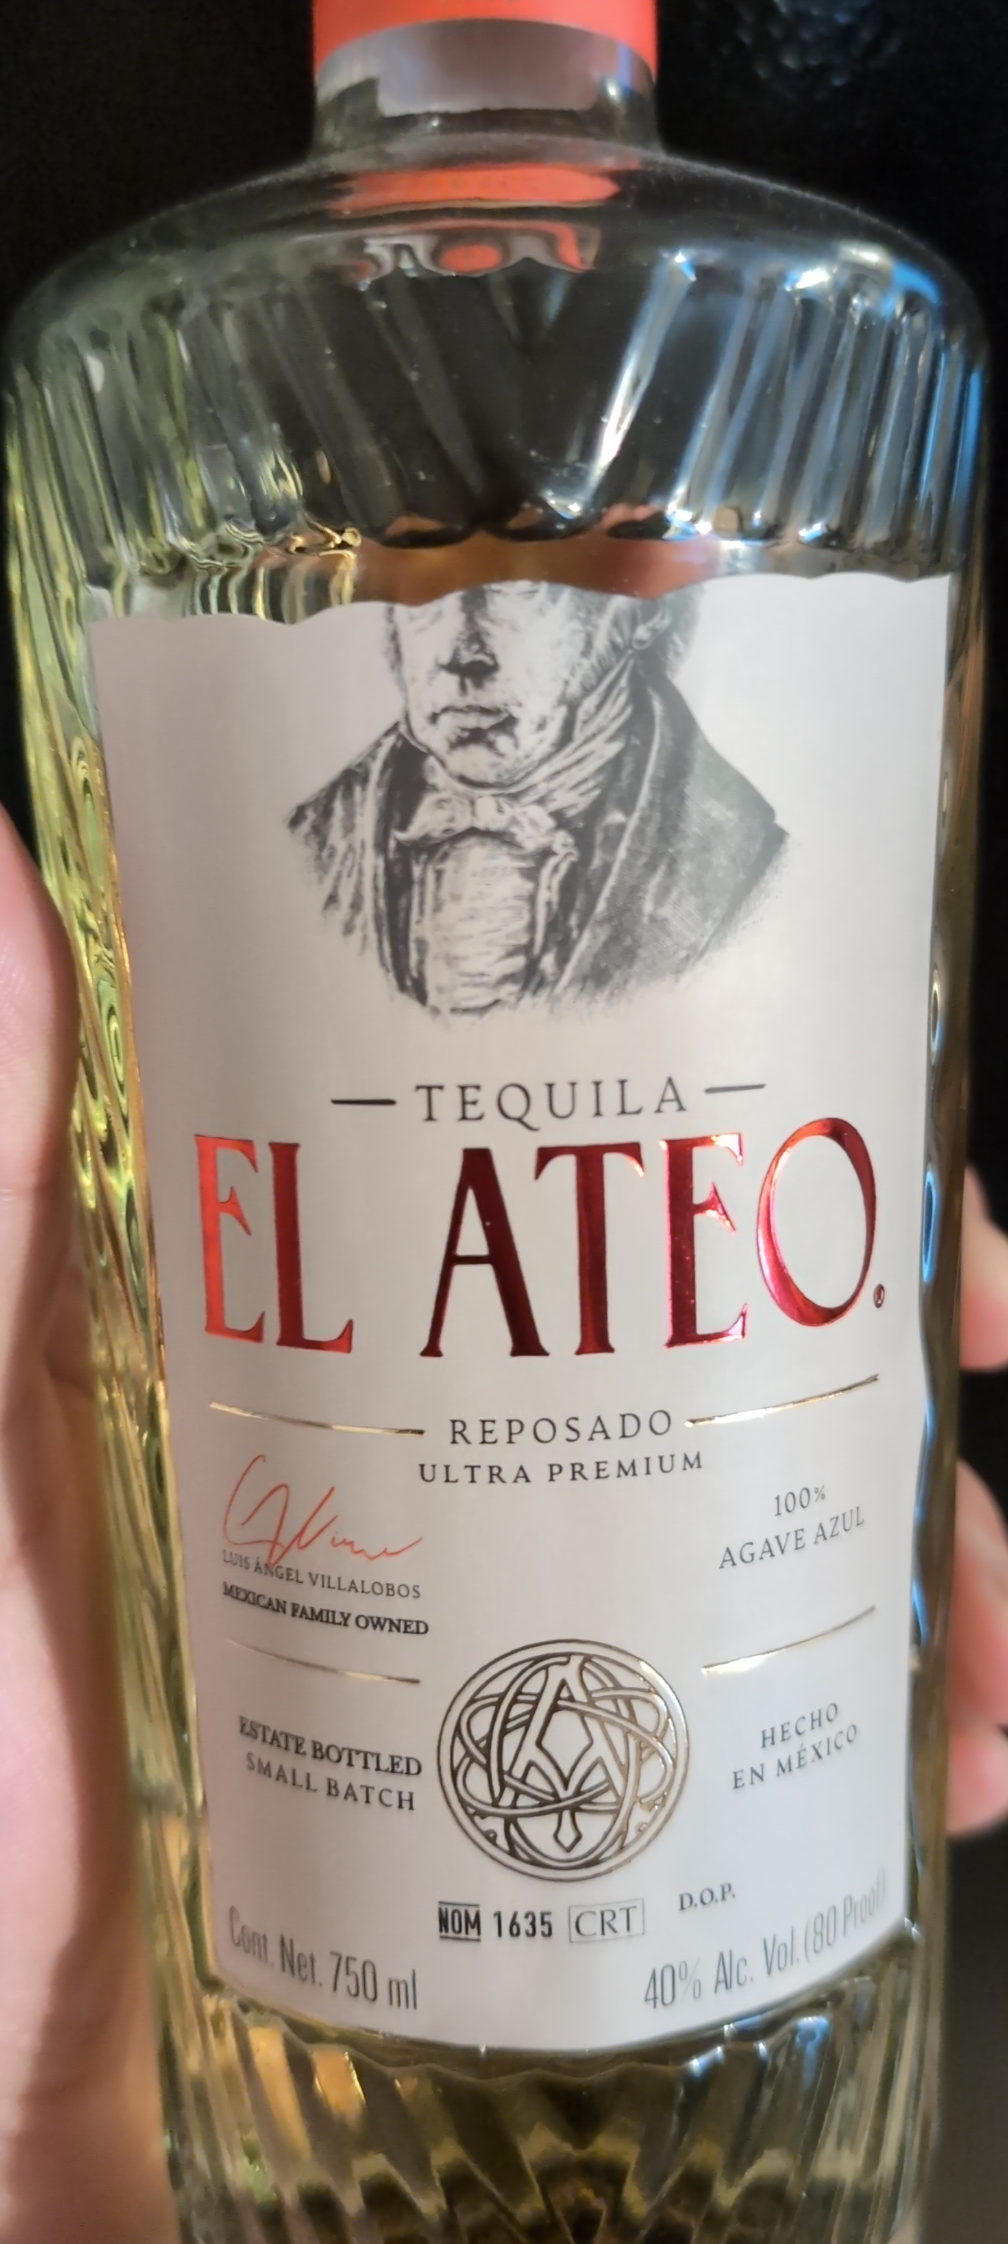 TEQUILA
EL ATEO®
REPOSADO
ULTRA PREMIUM
LUIS ÁNGEL VILLALOBOS
MEXICAN FAMILY OWNED
100%
AGAVE AZUL
ESTATE BOTTLED
SMALL BATCH
HECHO
EN MÉXICO
NOM 1635 CRT
D.O.P.
Cont. Net. 750 ml
40% Alc. Vol. (80 Proof)